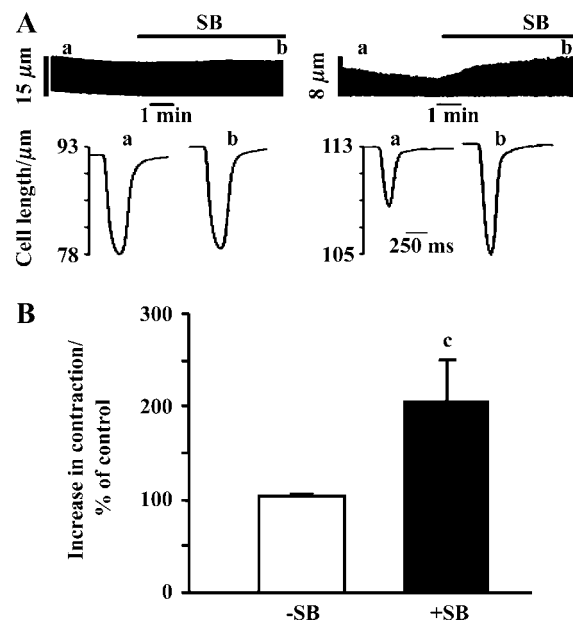 A
SB
SB
a
b
a
b
15 µm
8 µm
1 min
1 min
93
78
Cell length/µm
a
b
113
105
a
b
250 ms
B
300
200
100
0
Increase in contraction/
% of control
c
-SB
+SB